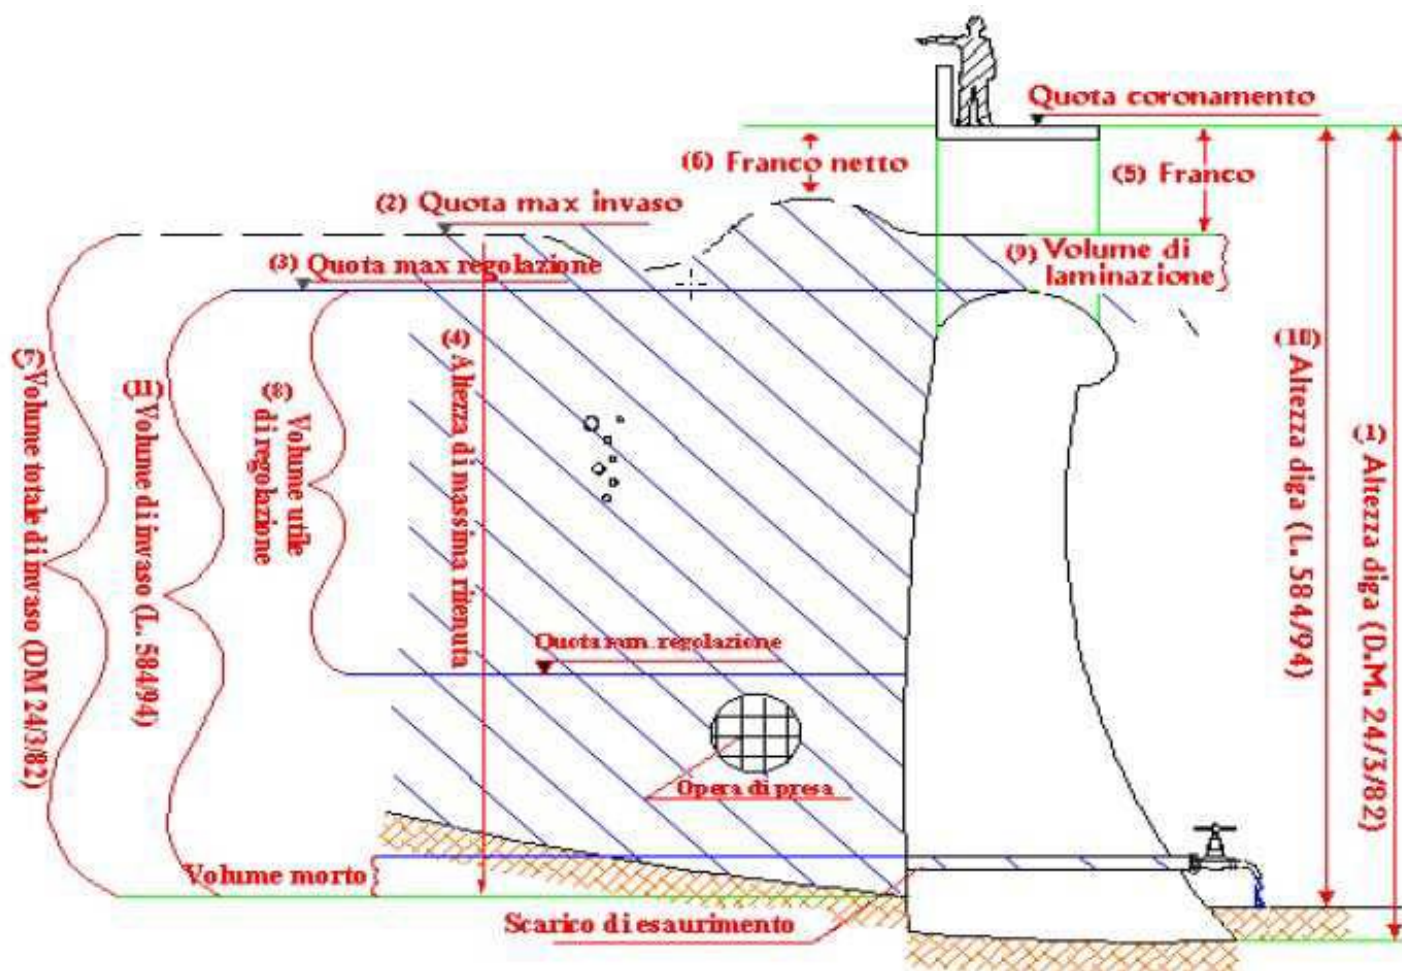 Quota coronamento
(6) Franco netto
(5) Franco
(2) Quota max invaso
(9) Volume di
laminazione
(3) Quota max regolazione
(4) Altezza di massima ritenuta
(7) Volume totale di invaso (DM 24/3/82)
(11) Volume di invaso (L. 584/94)
(8) Volume utile
di regolazione
(10) Altezza diga (L. 584/94)
(1) Altezza diga (D.M. 24/3/82)
Quota regolazione
Opera di presa
Volume morto
Scarico di esaurimento